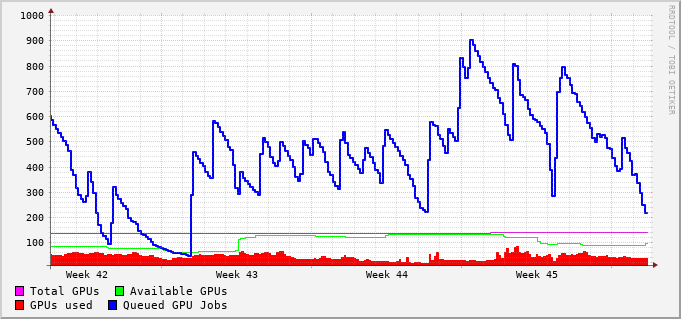 1000
900
800
700
600
500
400
300
200
100
Week 42 Week 43 Week 44 Week 45
Total GPUs Available GPUs
GPUs used Queued GPU Jobs
RRDTOOL / TOBI OETIKER